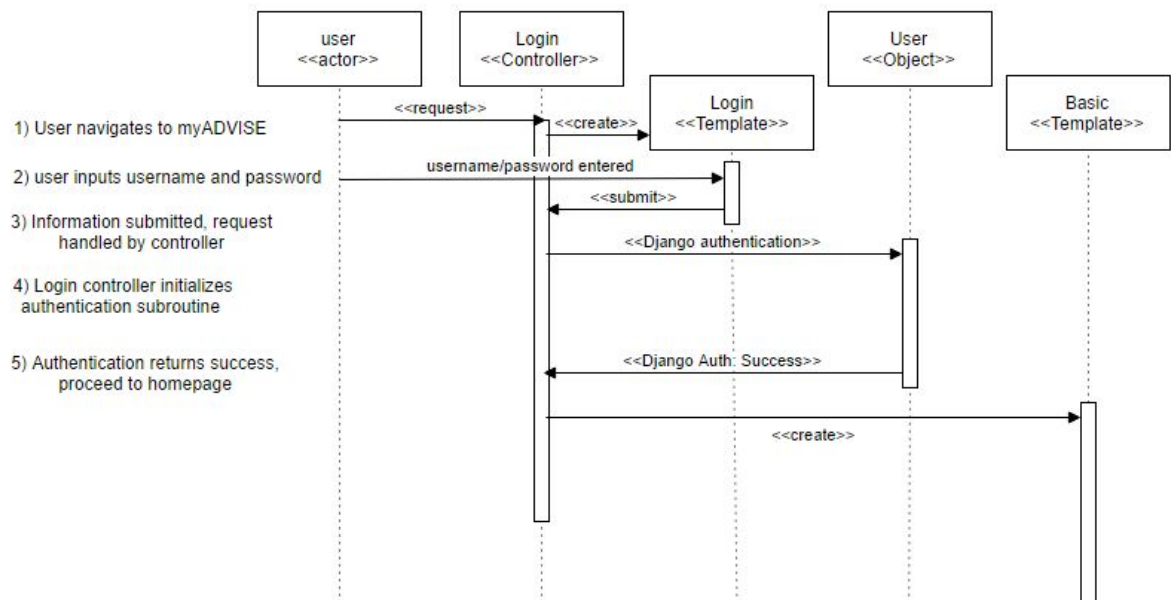 user
<<actor>>
Login
<<Controller>>
User
<<Object>>
Login
<<Template>>
Basic
<<Template>>
<<request>>
<<create>>
1) User navigates to myADVISE
username/password entered
2) user inputs username and password
<<submit>>
3) Information submitted, request
handled by controller
<<Django authentication>>
4) Login controller initializes
authentication subroutine
5) Authentication returns success,
proceed to homepage
<<Django Auth: Success>>
<<create>>